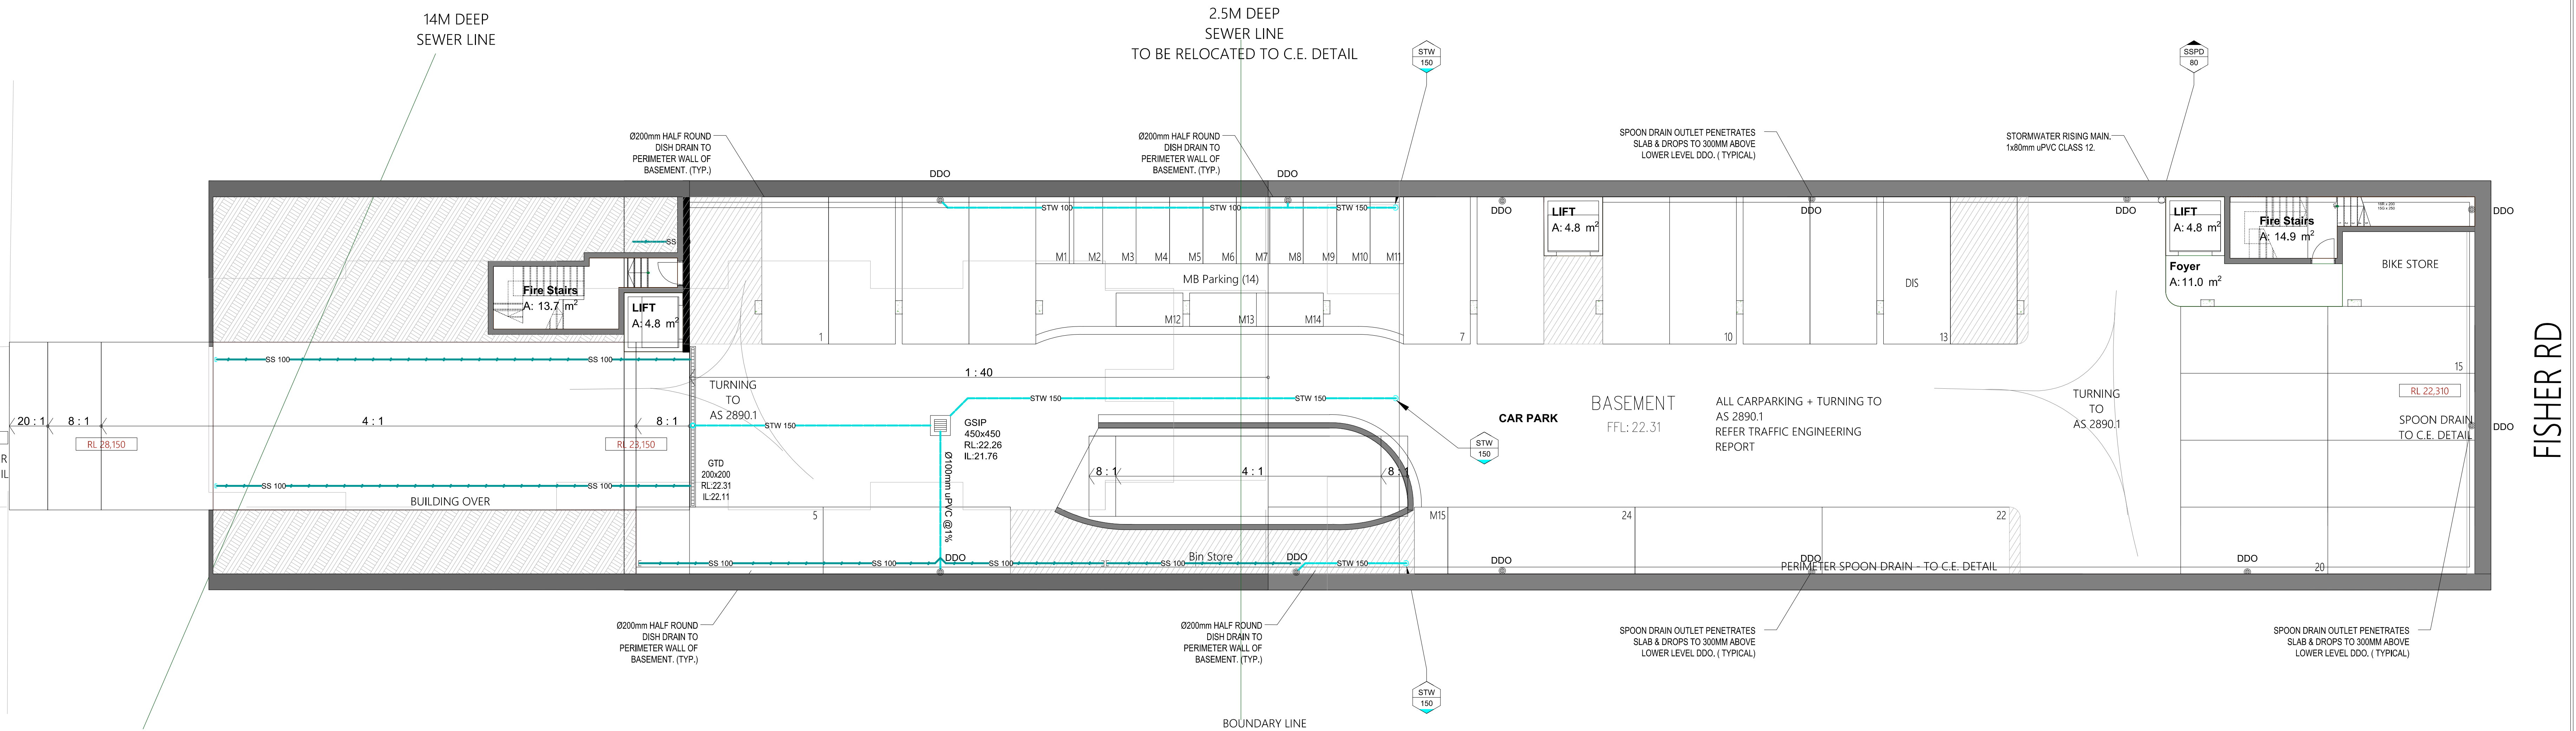 14M DEEP
SEWER LINE
2.5M DEEP
SEWER LINE
TO BE RELOCATED TO C.E. DETAIL
STW
150
SSPD
80
Ø200mm HALF ROUND
DISH DRAIN TO
PERIMETER WALL OF
BASEMENT. (TYP.)
Ø200mm HALF ROUND
DISH DRAIN TO
PERIMETER WALL OF
BASEMENT. (TYP.)
SPOON DRAIN OUTLET PENETRATES
SLAB & DROPS TO 300MM ABOVE
LOWER LEVEL DDO. ( TYPICAL)
STORMWATER RISING MAIN.
1x80mm uPVC CLASS 12.
DDO
DDO
STW 100
STW 100
STW 150
DDO
LIFT
A: 4.8 m²
DDO
DDO
LIFT
A: 4.8 m²
Fire Stairs
A: 14.9 m²
DDO
SS
M1
M2
M3
M4
M5
M6
M7
M8
M9
M10
M11
MB Parking (14)
Foyer
A: 11.0 m²
BIKE STORE
DIS
Fire Stairs
A: 13.7 m²
LIFT
A: 4.8 m²
M12
M13
M14
1
7
10
13
SS 100
SS 100
1 : 40
TURNING
TO
AS 2890.1
STW 150
STW 150
BASEMENT
FFL: 22.31
CAR PARK
ALL CARPARKING + TURNING TO
AS 2890.1
REFER TRAFFIC ENGINEERING
REPORT
TURNING
TO
AS 2890.1
15
RL 22,310
SPOON DRAIN
TO C.E. DETAIL
DDO
FISHER RD
20 : 1
8 : 1
4 : 1
8 : 1
RL 28,150
RL 23,150
R
IL
STW 150
GSIP
450x450
RL:22.26
IL:21.76
STW
150
GTD
200x200
RL:22.31
IL:22.11
Ø100mm uPVC @1%
8 : 1
4 : 1
8 : 1
SS 100
SS 100
BUILDING OVER
5
M15
24
22
SS 100
SS 100
DDO
SS 100
SS 100
Bin Store
DDO
STW 150
DDO
DDO
PERIMETER SPOON DRAIN - TO C.E. DETAIL
DDO
20
Ø200mm HALF ROUND
DISH DRAIN TO
PERIMETER WALL OF
BASEMENT. (TYP.)
Ø200mm HALF ROUND
DISH DRAIN TO
PERIMETER WALL OF
BASEMENT. (TYP.)
SPOON DRAIN OUTLET PENETRATES
SLAB & DROPS TO 300MM ABOVE
LOWER LEVEL DDO. ( TYPICAL)
SPOON DRAIN OUTLET PENETRATES
SLAB & DROPS TO 300MM ABOVE
LOWER LEVEL DDO. ( TYPICAL)
STW
150
BOUNDARY LINE